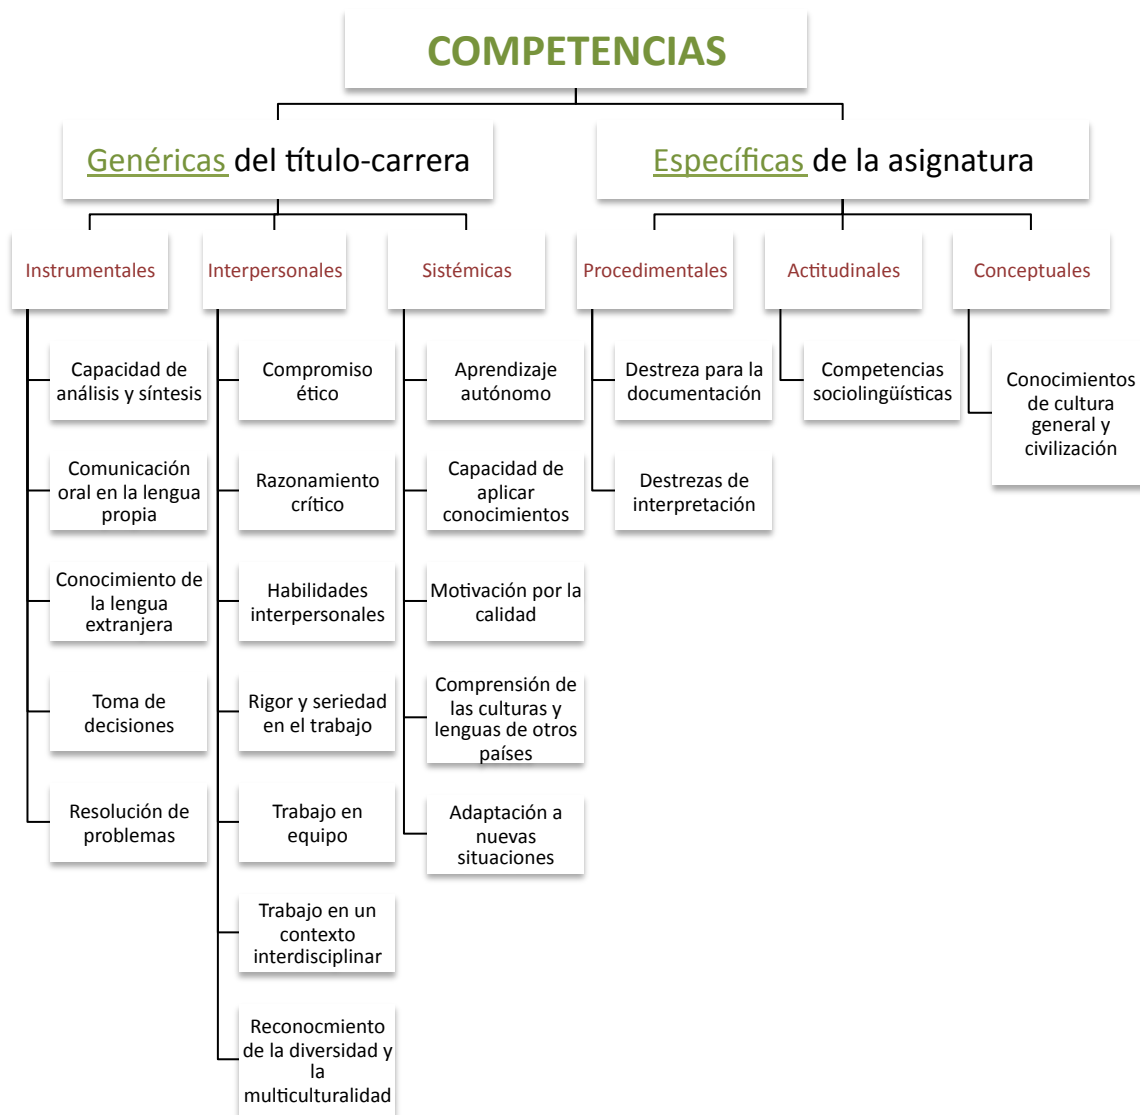 COMPETENCIAS
Genéricas del título-carrera
Específicas de la asignatura
Instrumentales
Interpersonales
Sistémicas
Procedimentales
Actitudinales
Conceptuales
Capacidad de
análisis y síntesis
Comunicación
oral en la lengua
propia
Conocimiento de
la lengua
extranjera
Toma de
decisiones
Resolución de
problemas
Compromiso
ético
Razonamiento
crítico
Habilidades
interpersonales
Rigor y seriedad
en el trabajo
Trabajo en
equipo
Trabajo en un
contexto
interdisciplinar
Reconocmiento
de la diversidad y
la
multiculturalidad
Aprendizaje
autónomo
Capacidad de
aplicar
conocimientos
Motivación por la
calidad
Comprensión de
las culturas y
lenguas de otros
países
Adaptación a
nuevas
situaciones
Destreza para la
documentación
Destrezas de
interpretación
Competencias
sociolingüísticas
Conocimientos
de cultura
general y
civilización